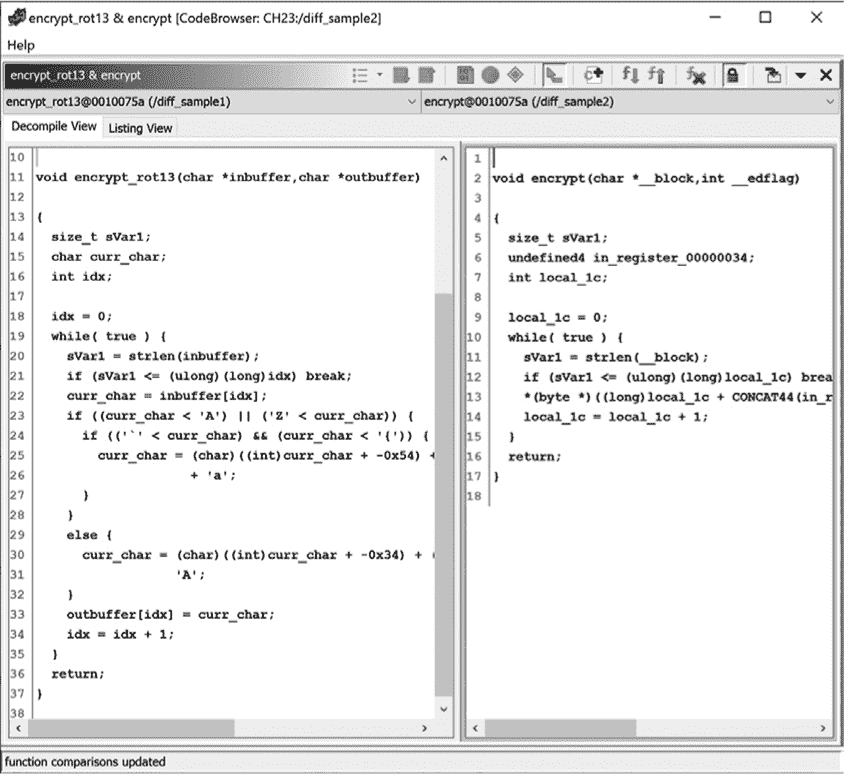 encrypt_rot13 & encrypt [CodeBrowser: CH23:/diff_sample2]
Help
encrypt_rot13 & encrypt
encrypt_rot13@0010075a (/diff_sample1)
encrypt@0010075a (/diff_sample2)
Decompile View
Listing View
10
11 void encrypt_rot13(char *inbuffer,char *outbuffer)
12
13 {
14 size_t sVar1;
15 char curr_char;
16 int idx;
17
18 idx = 0;
19 while( true ) {
20 sVar1 = strlen(inbuffer);
21 if (sVar1 <= (ulong)(long)idx) break;
22 curr_char = inbuffer[idx];
23 if ((curr_char < 'A') || ('Z' < curr_char)) {
24 if (('`' < curr_char) && (curr_char < '{')) {
25 curr_char = (char)((int)curr_char + -0x54) +
26 + 'a';
27 }
28 }
29 else {
30 curr_char = (char)((int)curr_char + -0x34) + (
31 'A';
32 }
33 outbuffer[idx] = curr_char;
34 idx = idx + 1;
35 }
36 return;
37 }
38
1
2 void encrypt(char *__block,int __edflag)
3
4 {
5 size_t sVar1;
6 undefined4 in_register_00000034;
7 int local_1c;
8
9 local_1c = 0;
10 while( true ) {
11 sVar1 = strlen(__block);
12 if (sVar1 <= (ulong)(long)local_1c) brea
13 *(byte *)((long)local_1c + CONCAT44(in_r
14 local_1c = local_1c + 1;
15 }
16 return;
17 }
18
function comparisons updated